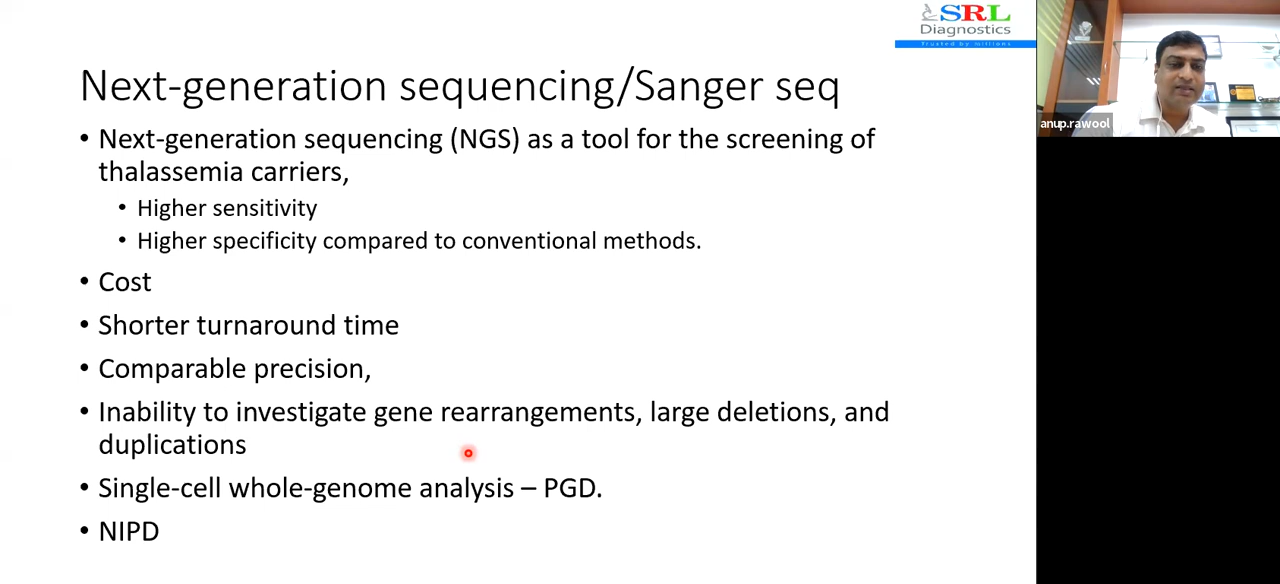 SRL
Diagnostics
Trusted by millions
anup.rawool
Next-generation sequencing/Sanger seq
• Next-generation sequencing (NGS) as a tool for the screening of
thalassemia carriers,
• Higher sensitivity
• Higher specificity compared to conventional methods.
• Cost
• Shorter turnaround time
• Comparable precision,
• Inability to investigate gene rearrangements, large deletions, and
duplications
• Single-cell whole-genome analysis – PGD.
• NIPD